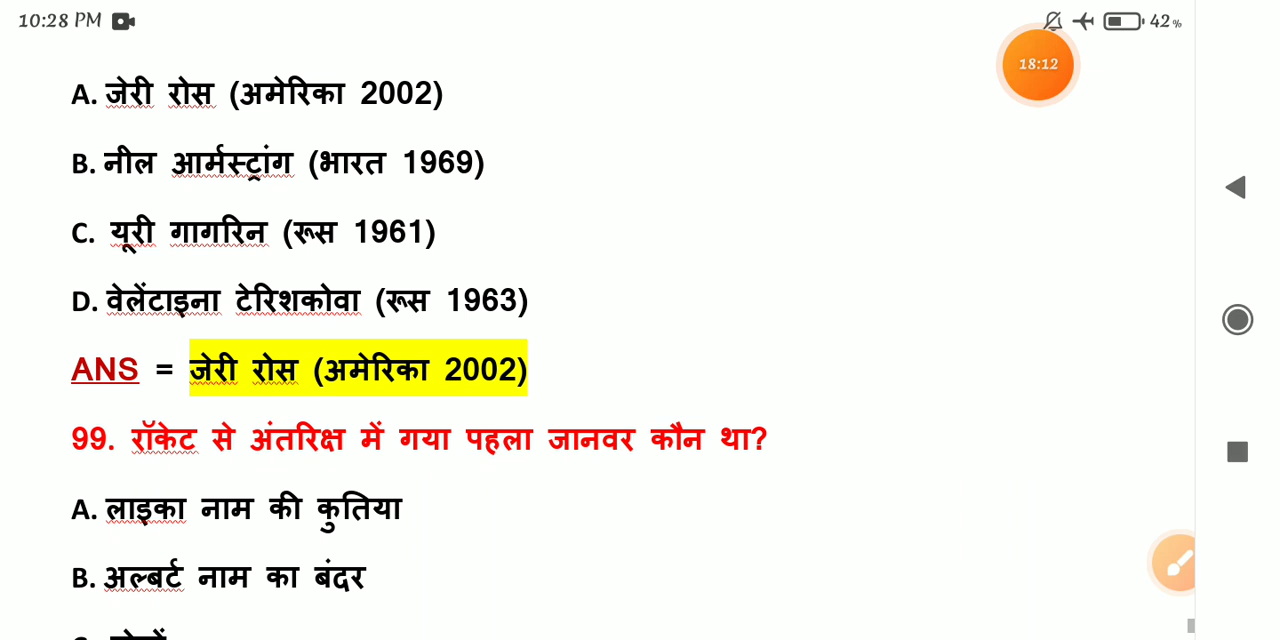 10:28 PM
42%
18:12
A. जेरी रोस (अमेरिका 2002)
B. नील आर्मस्ट्रांग (भारत 1969)
C. यूरी गागरिन (रूस 1961)
D. वेलेंटाइना टेरिशकोवा (रूस 1963)
ANS = जेरी रोस (अमेरिका 2002)
99. रॉकेट से अंतरिक्ष में गया पहला जानवर कौन था?
A. लाइका नाम की कुतिया
B. अल्बर्ट नाम का बंदर